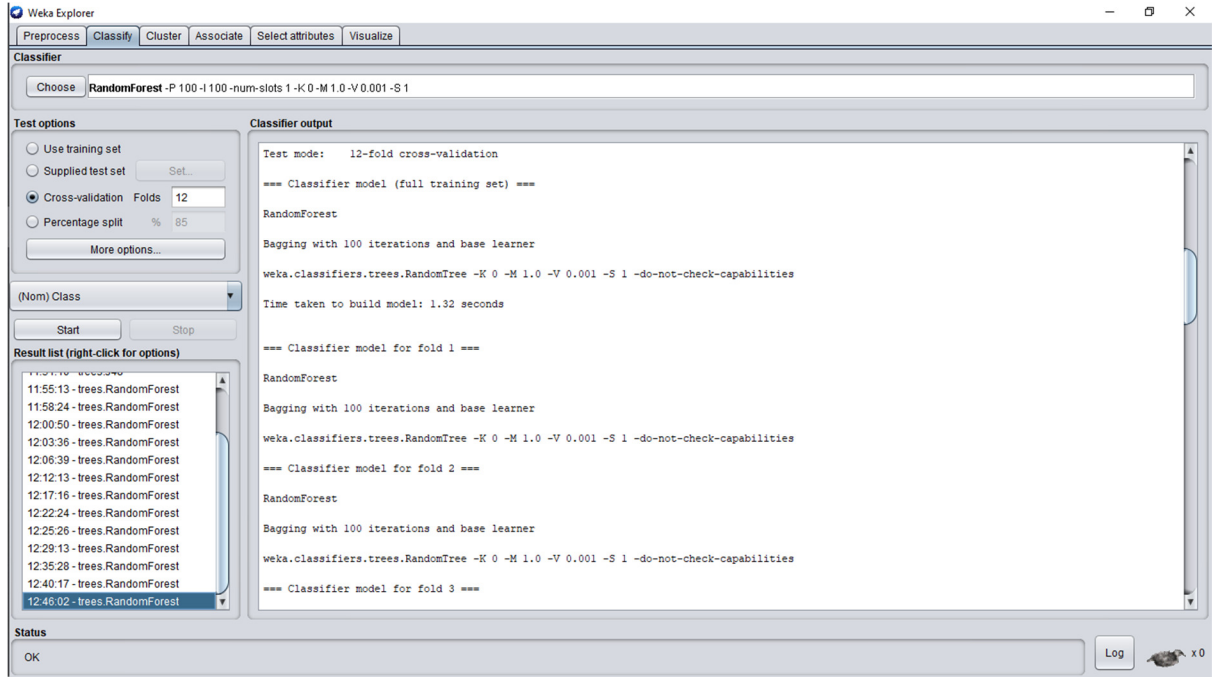 Weka Explorer
Preprocess Classify Cluster Associate Select attributes Visualize
Classifier
Choose RandomForest -P 100 -I 100 -num-slots 1 -K 0 -M 1.0 -V 0.001 -S 1
Test options
Use training set
Supplied test set Set...
Cross-validation Folds 12
Percentage split % 85
More options...
(Nom) Class
Start Stop
Result list (right-click for options)
11:55:13 - trees.RandomForest
11:58:24 - trees.RandomForest
12:00:50 - trees.RandomForest
12:03:36 - trees.RandomForest
12:06:39 - trees.RandomForest
12:12:13 - trees.RandomForest
12:17:16 - trees.RandomForest
12:22:24 - trees.RandomForest
12:25:26 - trees.RandomForest
12:29:13 - trees.RandomForest
12:35:28 - trees.RandomForest
12:40:17 - trees.RandomForest
12:46:02 - trees.RandomForest
Classifier output
Test mode: 12-fold cross-validation
=== Classifier model (full training set) ===
RandomForest
Bagging with 100 iterations and base learner
weka.classifiers.trees.RandomTree -K 0 -M 1.0 -V 0.001 -S 1 -do-not-check-capabilities
Time taken to build model: 1.32 seconds
=== Classifier model for fold 1 ===
RandomForest
Bagging with 100 iterations and base learner
weka.classifiers.trees.RandomTree -K 0 -M 1.0 -V 0.001 -S 1 -do-not-check-capabilities
=== Classifier model for fold 2 ===
RandomForest
Bagging with 100 iterations and base learner
weka.classifiers.trees.RandomTree -K 0 -M 1.0 -V 0.001 -S 1 -do-not-check-capabilities
=== Classifier model for fold 3 ===
Status
OK
Log x 0